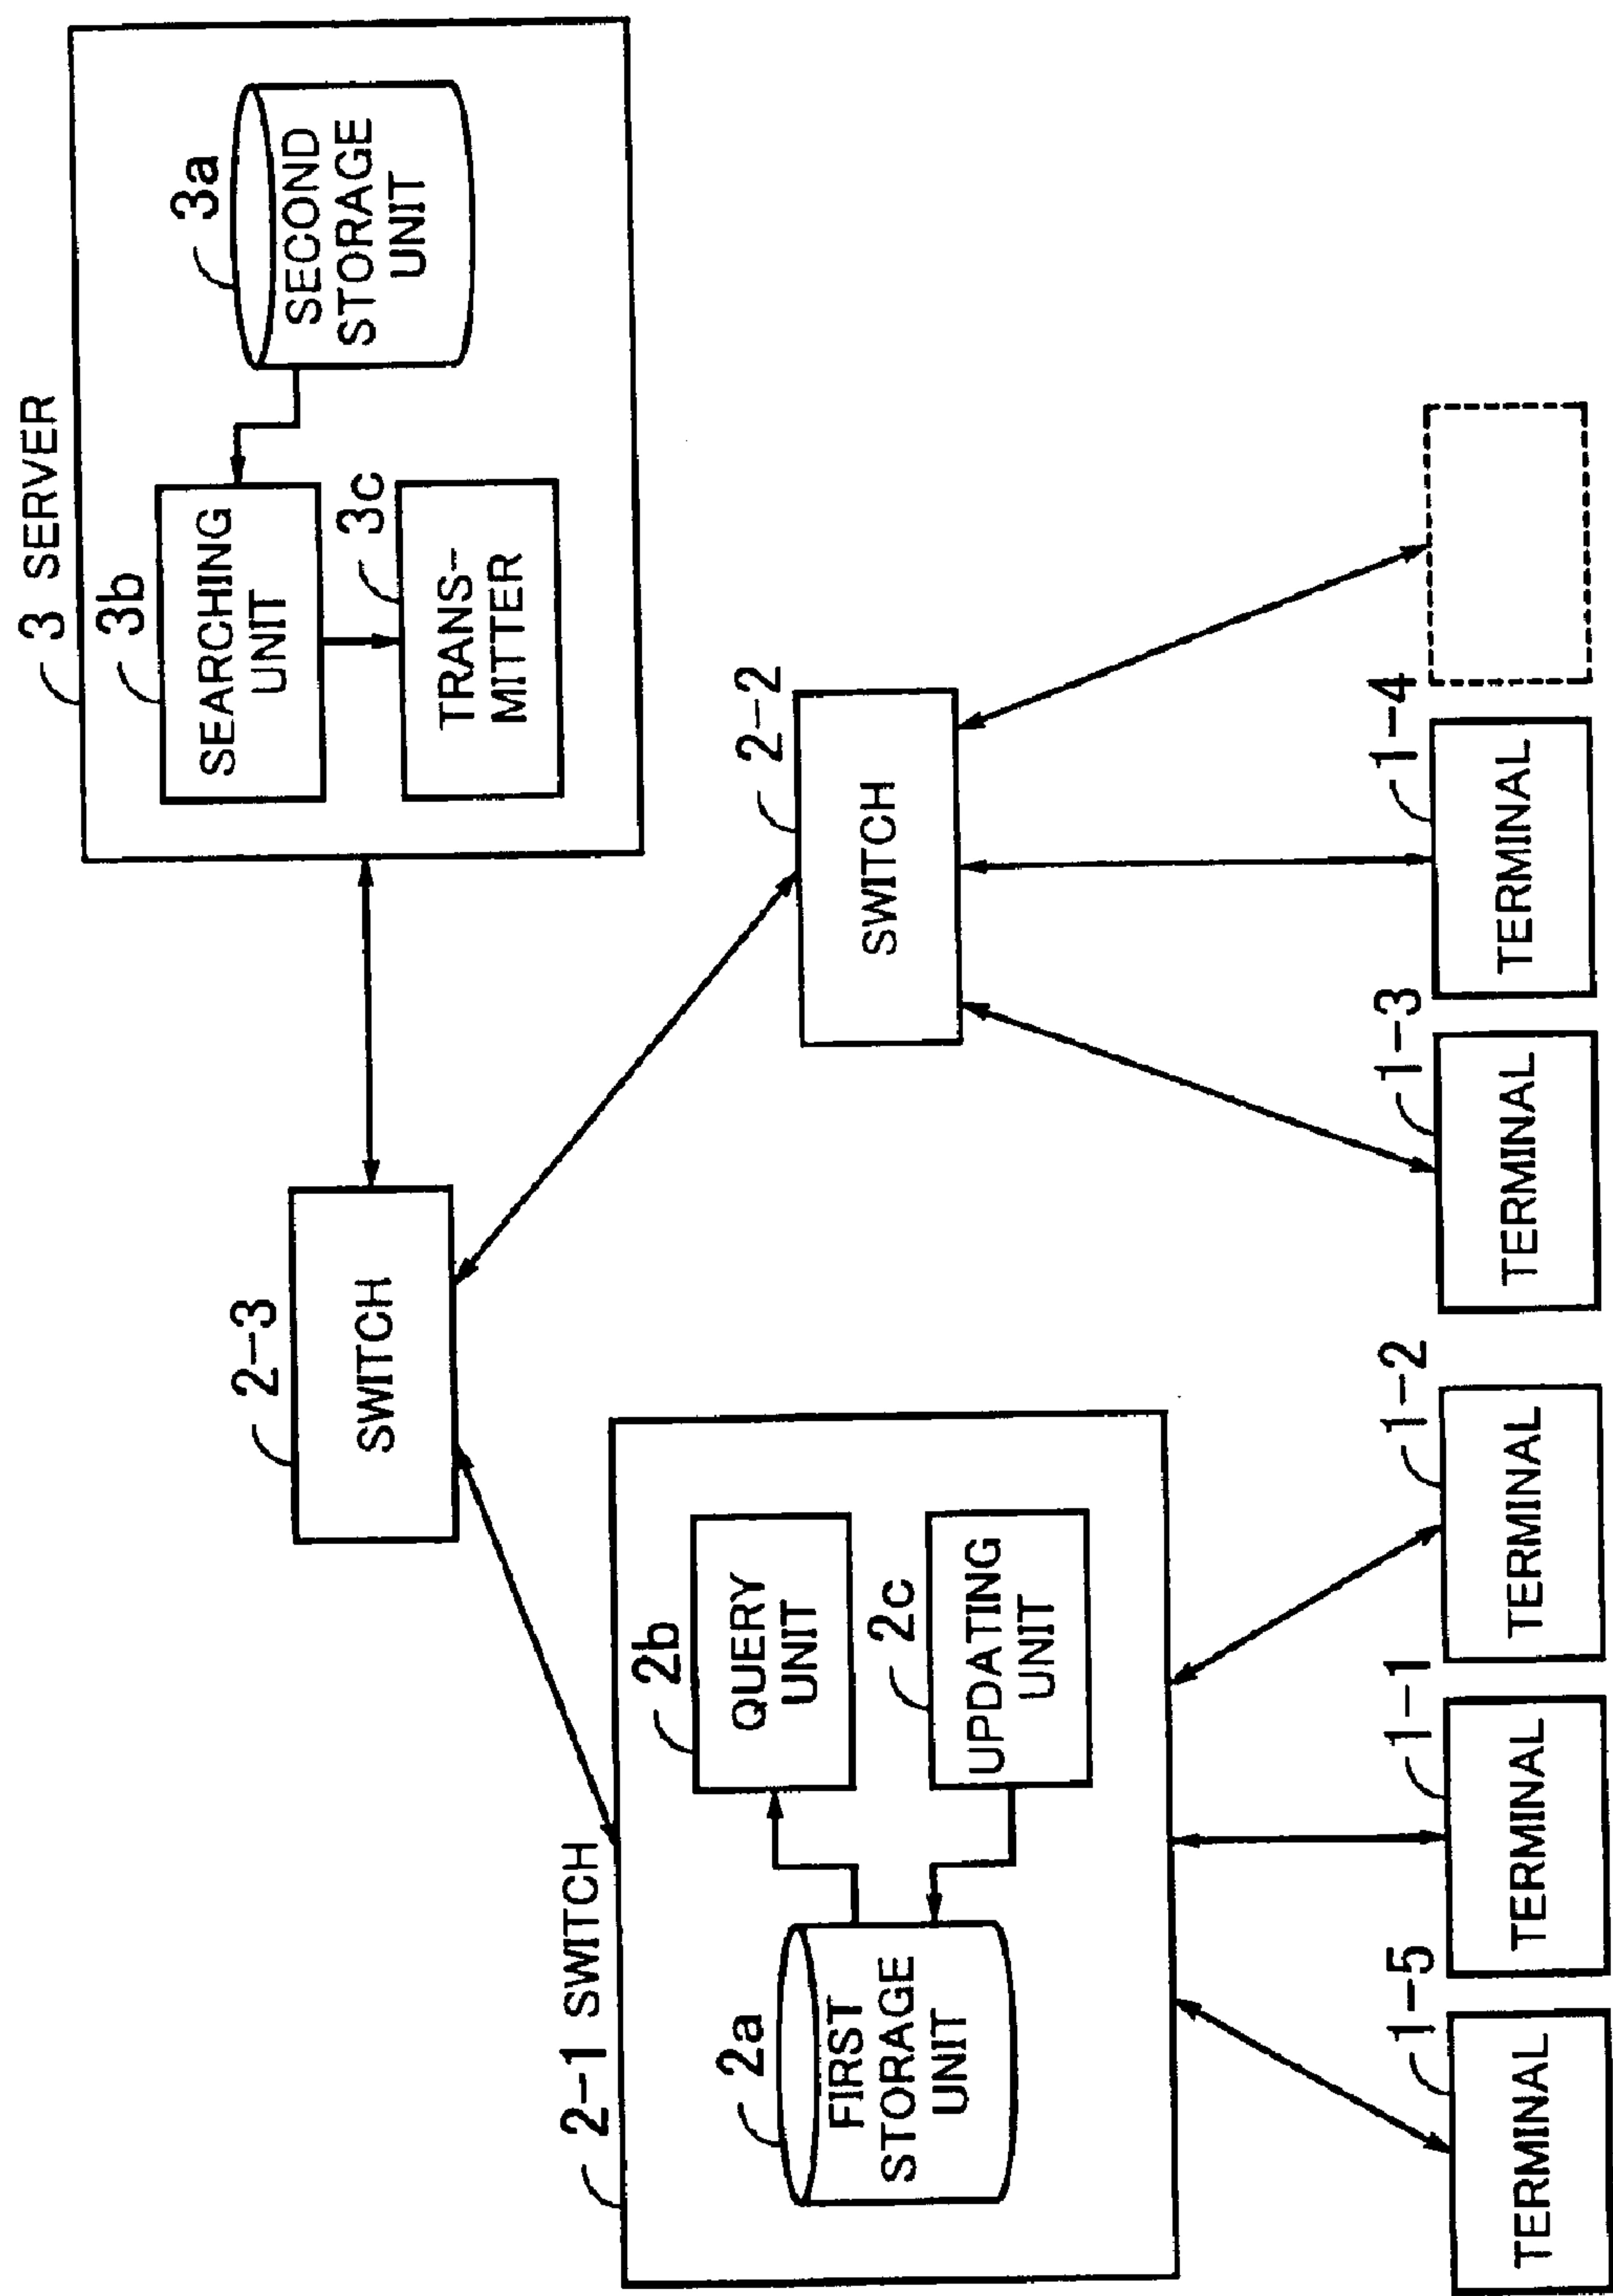 3 SERVER
3b
SEARCHING
UNIT
3a
SECOND
STORAGE
UNIT
3c
TRANS-
MITTER
2-3
SWITCH
2-1 SWITCH
2b
QUERY
UNIT
2a
FIRST
STORAGE
UNIT
2c
UPDATING
UNIT
2-2
SWITCH
1-5
TERMINAL
1-1
TERMINAL
1-2
TERMINAL
1-3
TERMINAL
1-4
TERMINAL